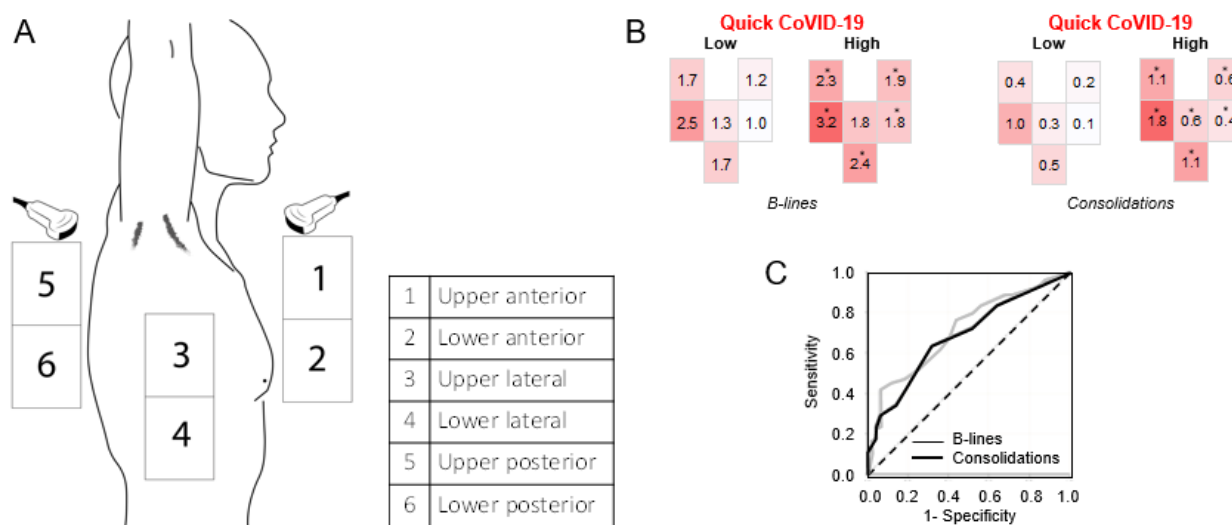 A
5
6
3
4
1
2
1 Upper anterior
2 Lower anterior
3 Upper lateral
4 Lower lateral
5 Upper posterior
6 Lower posterior
B
Quick CoVID-19
Low High
1.7 1.2 2.3* 1.9*
2.5 1.3 1.0 3.2* 1.8 1.8*
1.7 2.4*
B-lines
Quick CoVID-19
Low High
0.4 0.2 1.1* 0.6*
1.0 0.3 0.1 1.8* 0.6* 0.4*
0.5 1.1*
Consolidations
C
Sensitivity
1.0
0.8
0.6
0.4
0.2
0.0
B-lines
Consolidations
0.0 0.2 0.4 0.6 0.8 1.0
1- Specificity